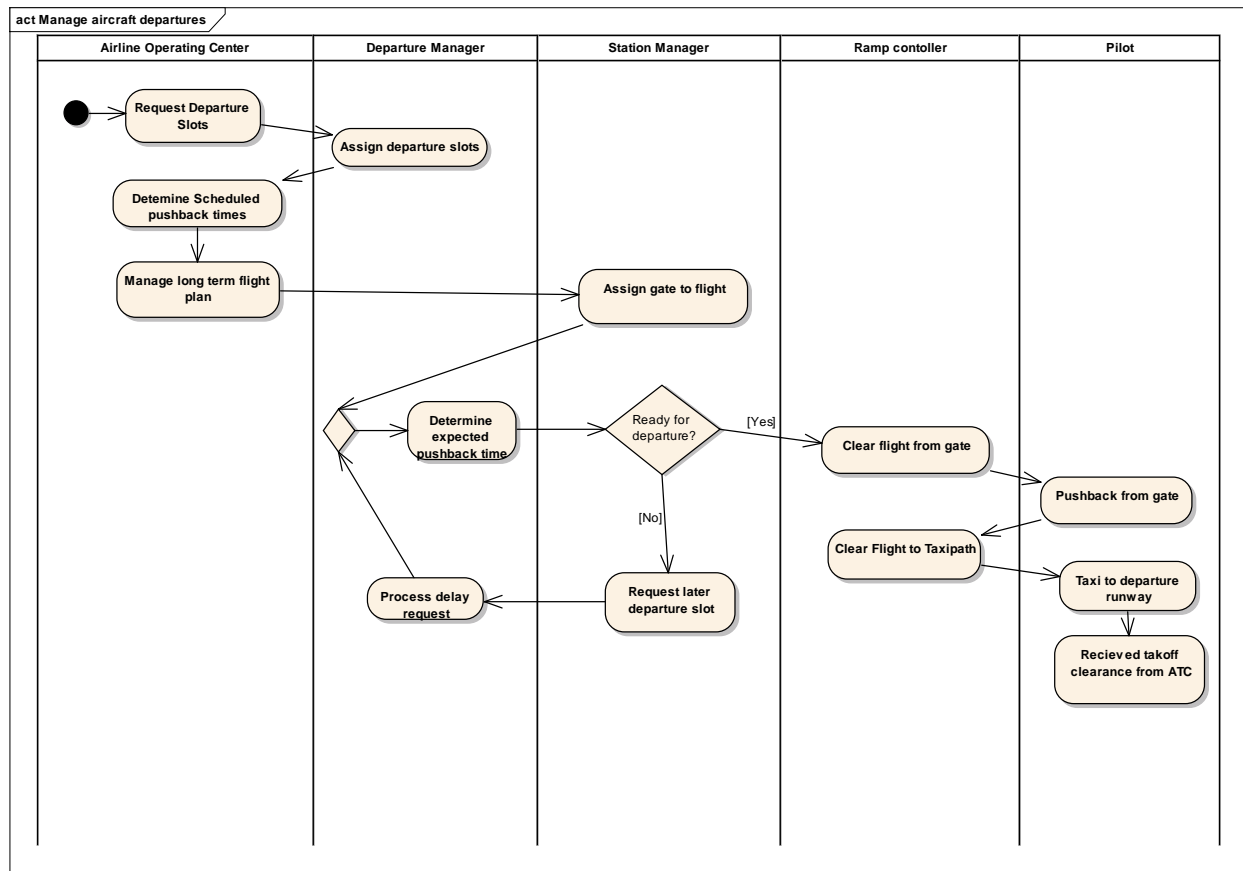 act Manage aircraft departures
Airline Operating Center
Departure Manager
Station Manager
Ramp contoller
Pilot
Request Departure
Slots
Assign departure slots
Detemine Scheduled
pushback times
Manage long term flight
plan
Assign gate to flight
Determine
expected
pushback time
Ready for
departure?
[Yes]
[No]
Clear flight from gate
Pushback from gate
Clear Flight to Taxipath
Process delay
request
Request later
departure slot
Taxi to departure
runway
Recieved takoff
clearance from ATC